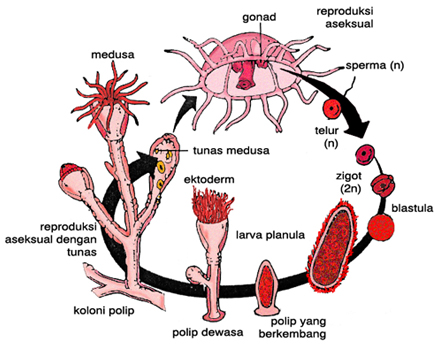 gonad
reproduksi
aseksual
medusa
sperma (n)
telur
(n)
tunas medusa
zigot
(2n)
ektoderm
blastula
reproduksi
aseksual dengan
tunas
larva planula
koloni polip
polip dewasa
polip yang
berkembang